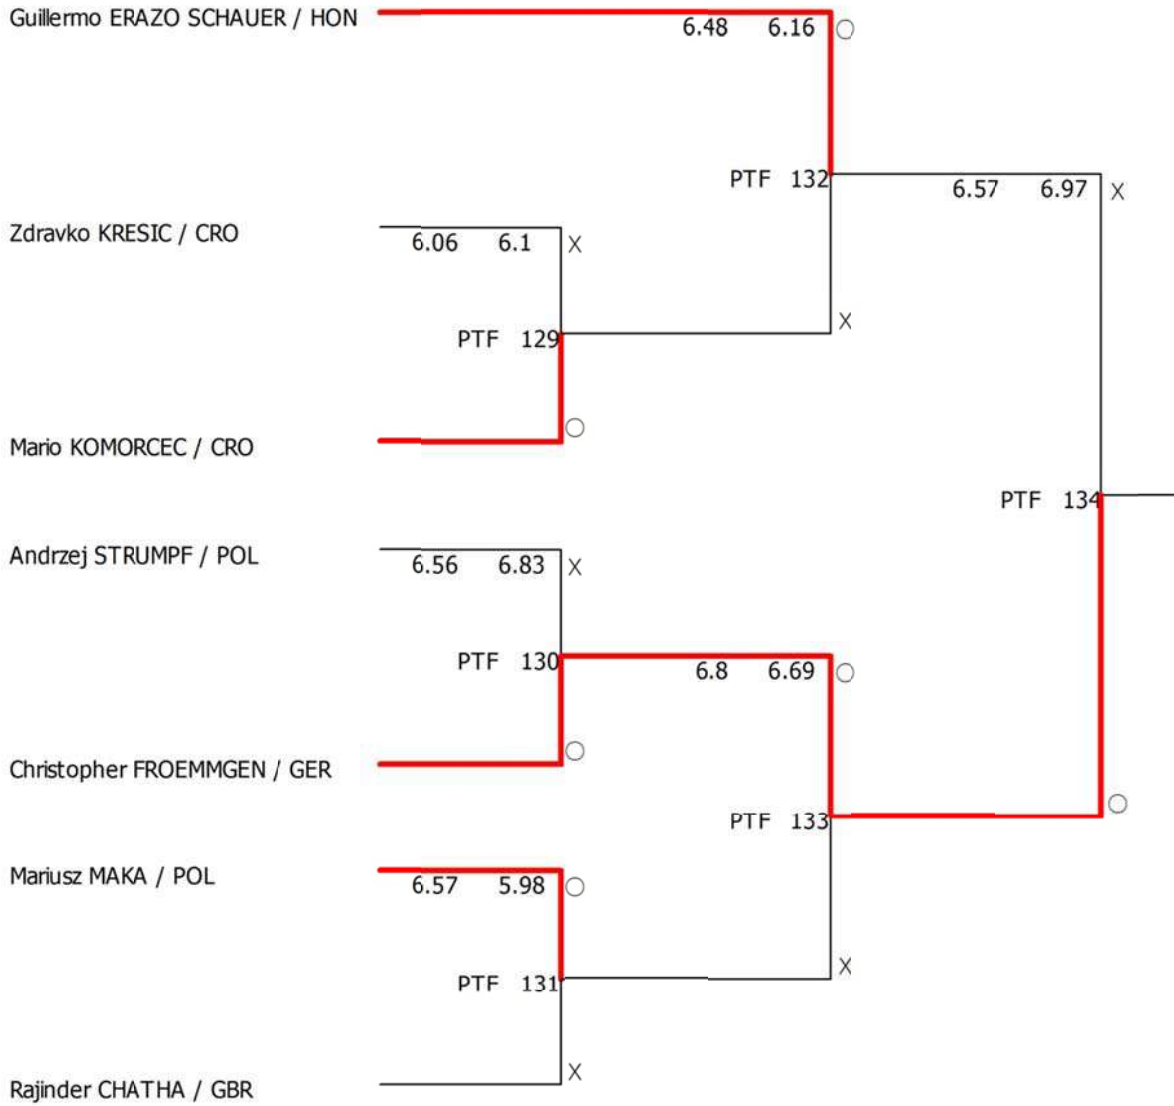 Guillermo ERAZO SCHAUER / HON
6.48 6.16 O
PTF 132
6.57 6.97 X
Zdravko KRESIC / CRO
6.06 6.1 X
X
PTF 129
O
Mario KOMORCEC / CRO
PTF 134
Andrzej STRUMPF / POL
6.56 6.83 X
PTF 130
6.8 6.69 O
O
Christopher FROEMMGEN / GER
O
PTF 133
Mariusz MAKA / POL
6.57 5.98 O
X
PTF 131
X
Rajinder CHATHA / GBR